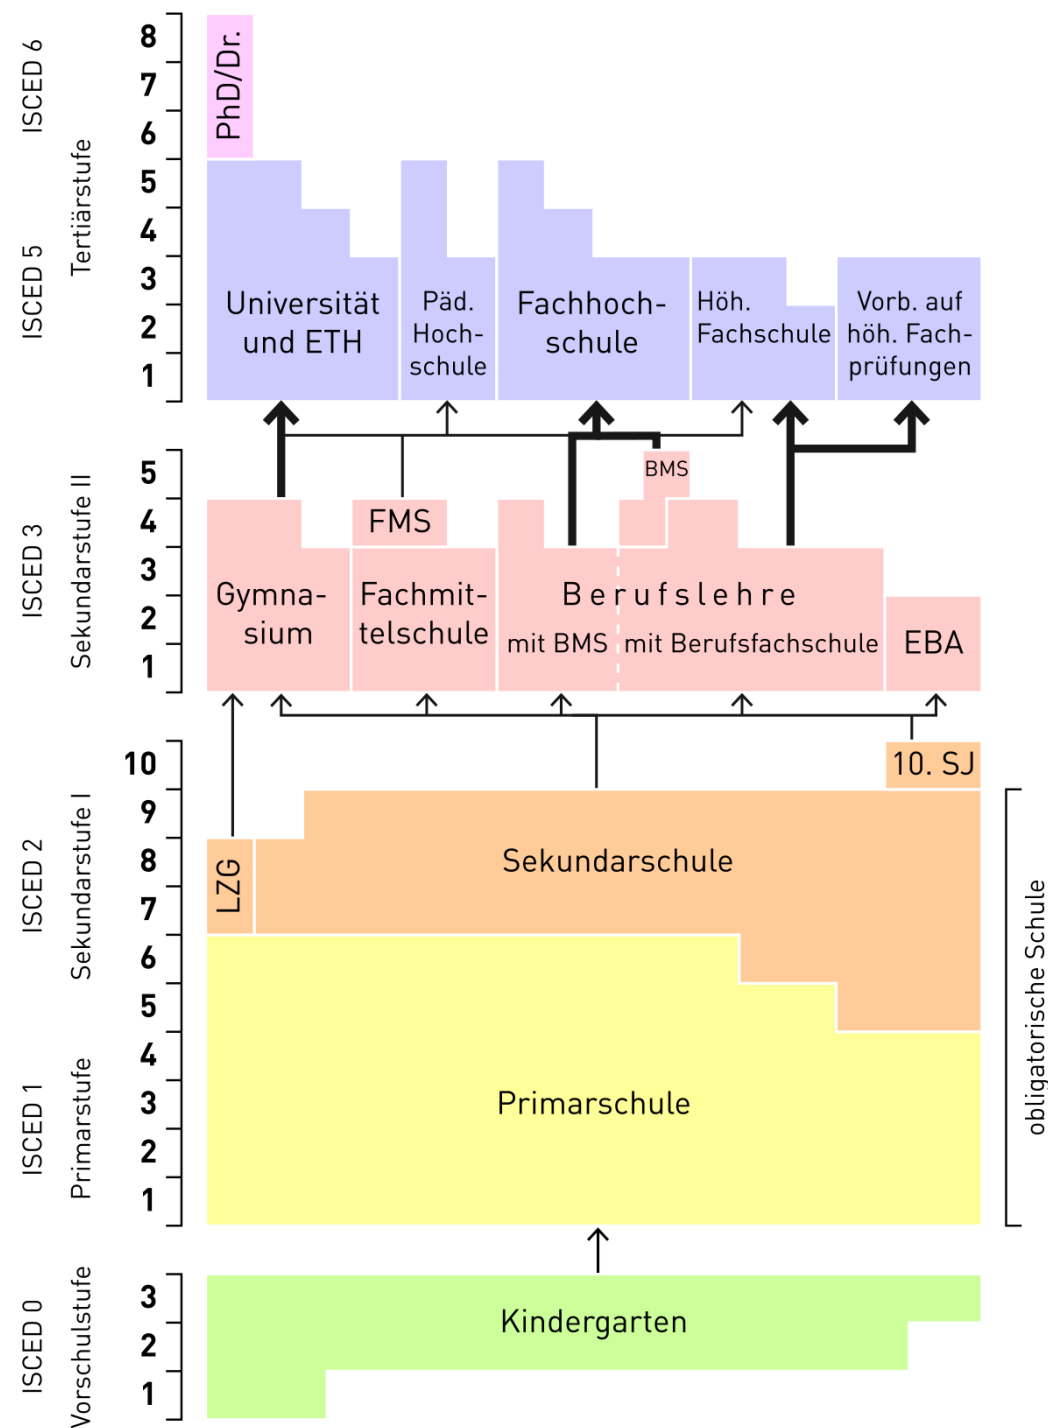 ISCED 6
ISCED 5
Tertiärstufe
8
7
6
5
4
3
2
1
PhD/Dr.
Universität
und ETH
Päd.
Hoch-
schule
Fachhoch-
schule
Höh.
Fachschule
Vorb. auf
höh. Fach-
prüfungen
ISCED 3
Sekundarstufe II
5
4
3
2
1
BMS
FMS
Gymna-
sium
Fachmit-
telschule
Berufslehre
mit BMS
mit Berufsfachschule
EBA
ISCED 2
Sekundarstufe I
10
9
8
7
6
5
10. SJ
LZG
Sekundarschule
obligatorische Schule
ISCED 1
Primarstufe
4
3
2
1
Primarschule
ISCED 0
Vorschulstufe
3
2
1
Kindergarten